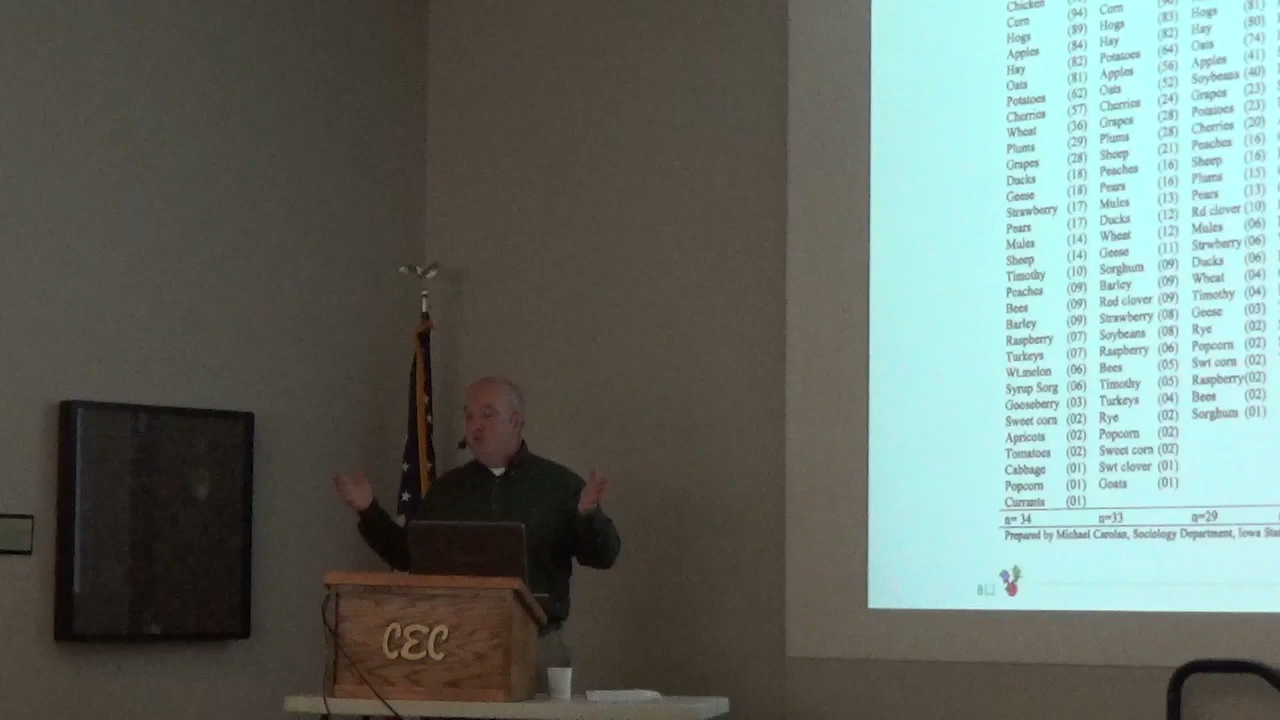 Chicken
Corn (94) Corn
Hogs (89) Hogs (83) Hogs (81)
Apples (84) Hay (82) Hay (80)
Hay (82) Potatoes (64) Oats (74)
Oats (81) Apples (56) Apples (41)
Potatoes (62) Oats (52) Soybeans (40)
Cherries (57) Cherries (24) Grapes (23)
Wheat (36) Grapes (28) Potatoes (23)
Plums (29) Plums (28) Cherries (20)
Grapes (28) Sheep (21) Peaches (16)
Ducks (18) Peaches (16) Sheep (16)
Geese (18) Pears (16) Plums (15)
Strawberry (17) Mules (13) Pears (13)
Pears (17) Ducks (12) Rd clover (10)
Mules (14) Wheat (12) Mules (06)
Sheep (14) Geese (11) Strwberry (06)
Timothy (10) Sorghum (09) Ducks (06)
Peaches (09) Barley (09) Wheat (04)
Bees (09) Red clover (09) Timothy (04)
Barley (09) Strawberry (08) Geese (03)
Raspberry (07) Soybeans (08) Rye (02)
Turkeys (07) Raspberry (06) Popcorn (02)
Wt.melon (06) Bees (05) Swt corn (02)
Syrup Sorg (06) Timothy (05) Raspberry (02)
Gooseberry (03) Turkeys (04) Bees (02)
Sweet corn (02) Rye (02) Sorghum (01)
Apricots (02) Popcorn (02)
Tomatoes (02) Sweet corn (02)
Cabbage (01) Swt clover (01)
Popcorn (01) Goats (01)
Currants (01)
n= 34 n=33 n=29
Prepared by Michael Carolan, Sociology Department, Iowa Sta
8
CEC